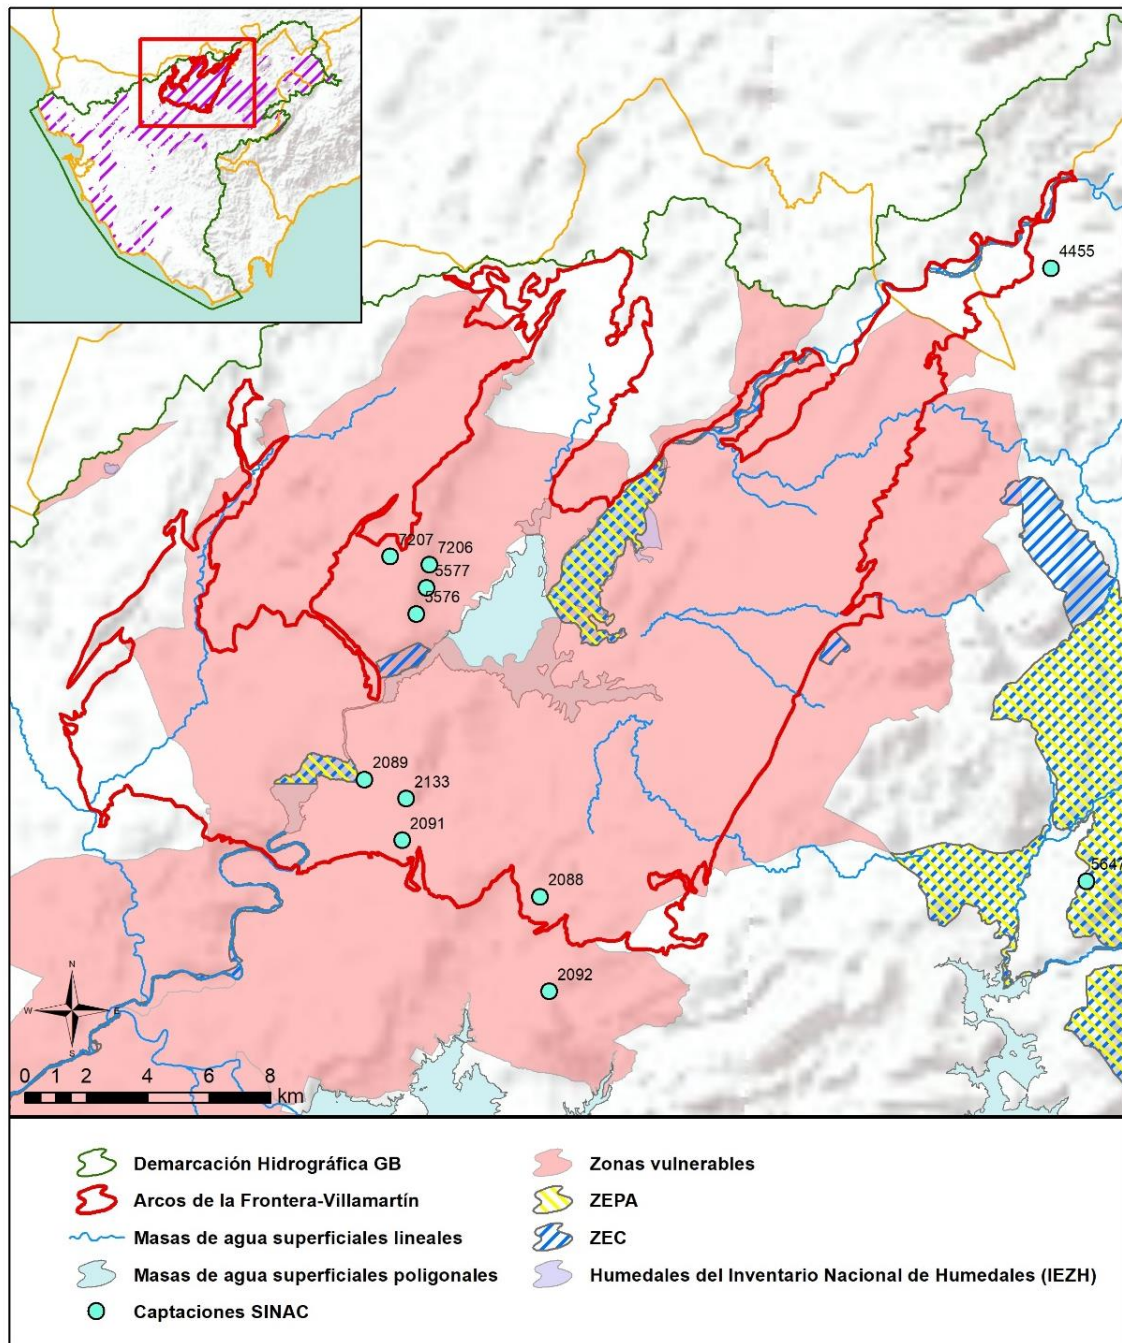 4455
7207
7206
5577
5576
2089
2133
2091
2088
5647
2092
N
W
E
S
0 1 2 4 6 8
km
Demarcación Hidrográfica GB
Arcos de la Frontera-Villamartín
Masas de agua superficiales lineales
Masas de agua superficiales poligonales
Captaciones SINAC
Zonas vulnerables
ZEPA
ZEC
Humedales del Inventario Nacional de Humedales (IEZH)